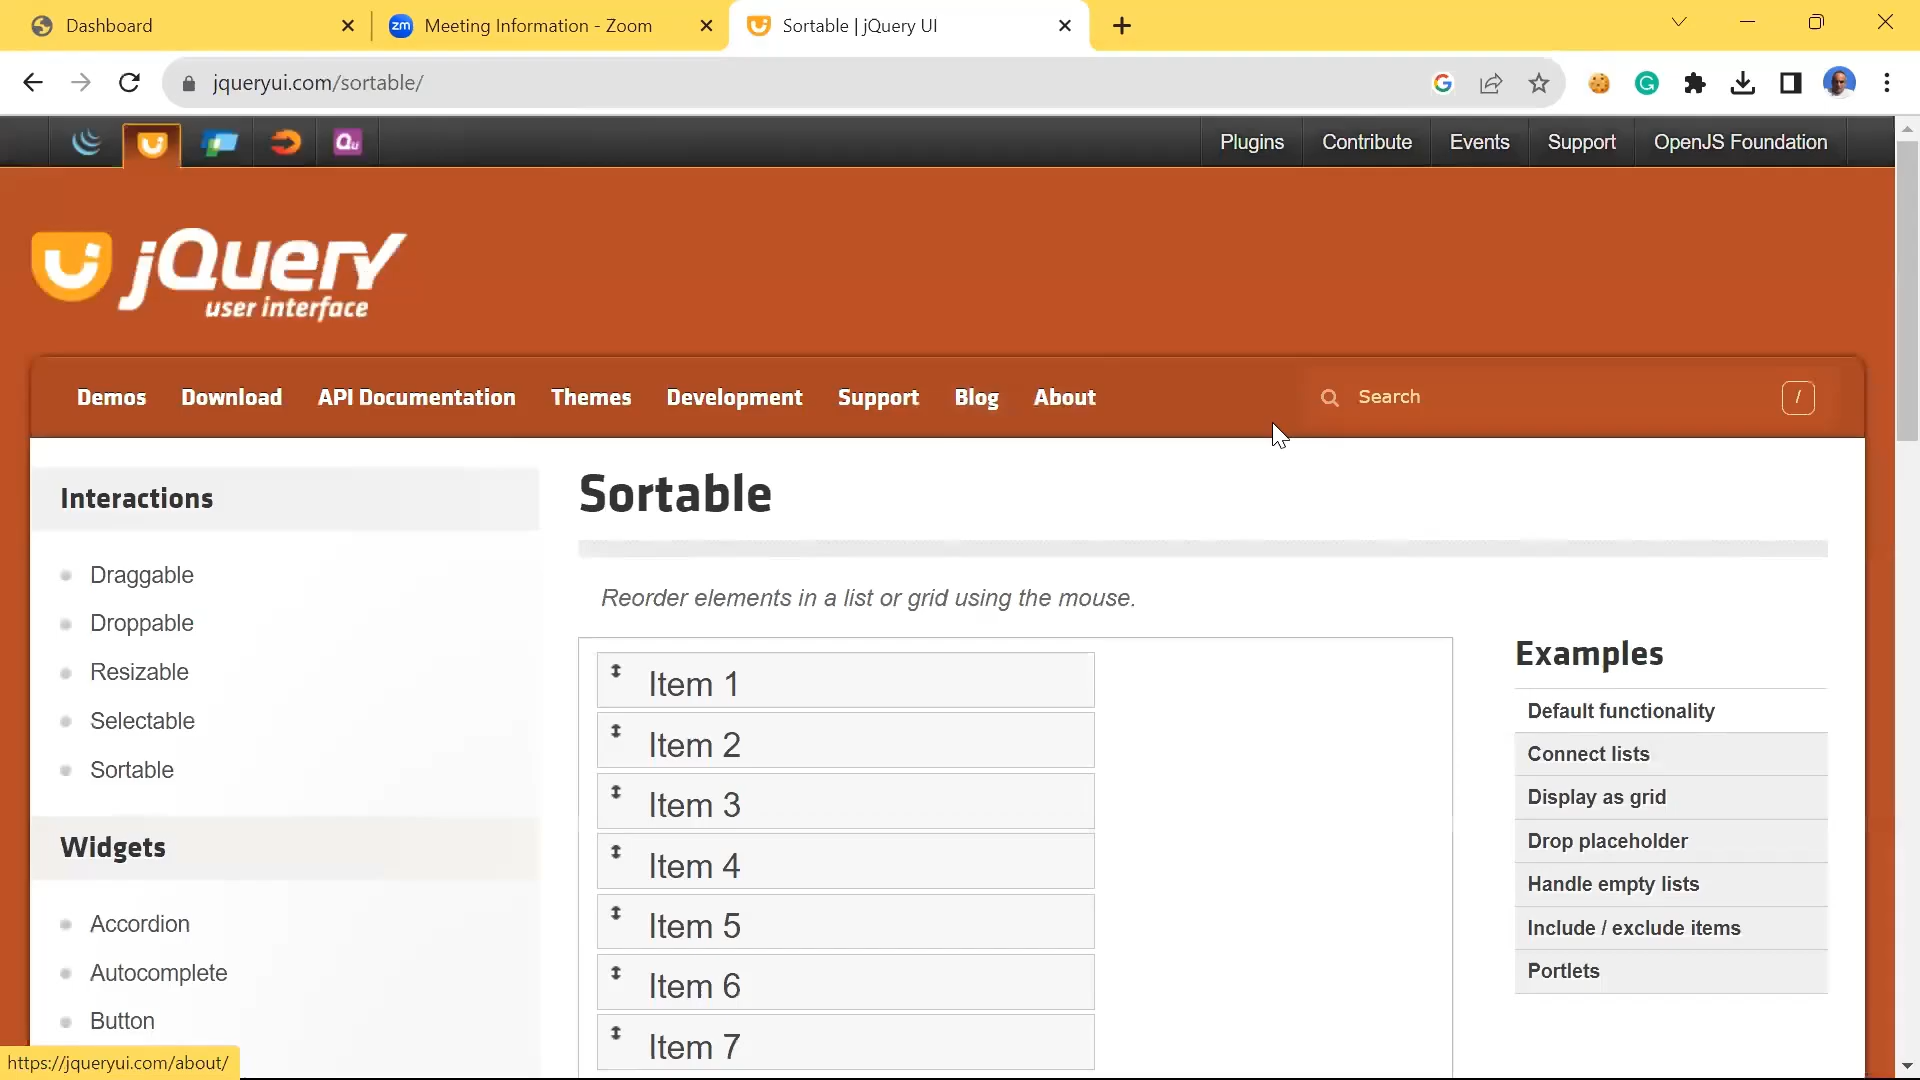 Dashboard
Meeting Information - Zoom
Sortable | jQuery UI
jqueryui.com/sortable/
Plugins
Contribute
Events
Support
OpenJS Foundation
jQuery
user interface
Demos
Download
API Documentation
Themes
Development
Support
Blog
About
Search
/
Interactions
Draggable
Droppable
Resizable
Selectable
Sortable
Widgets
Accordion
Autocomplete
Button
Sortable
Reorder elements in a list or grid using the mouse.
Item 1
Item 2
Item 3
Item 4
Item 5
Item 6
Item 7
Examples
Default functionality
Connect lists
Display as grid
Drop placeholder
Handle empty lists
Include / exclude items
Portlets
https://jqueryui.com/about/